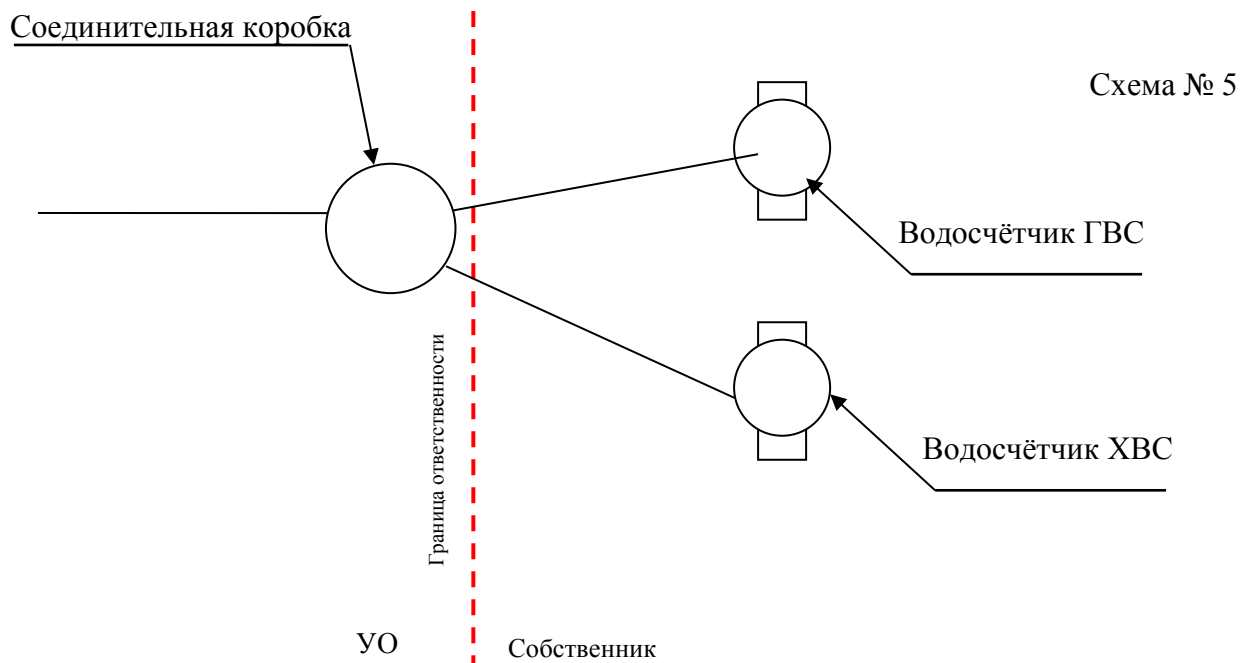 Соединительная коробка
Схема № 5
Водосчётчик ГВС
Граница ответственности
Водосчётчик ХВС
УО
Собственник